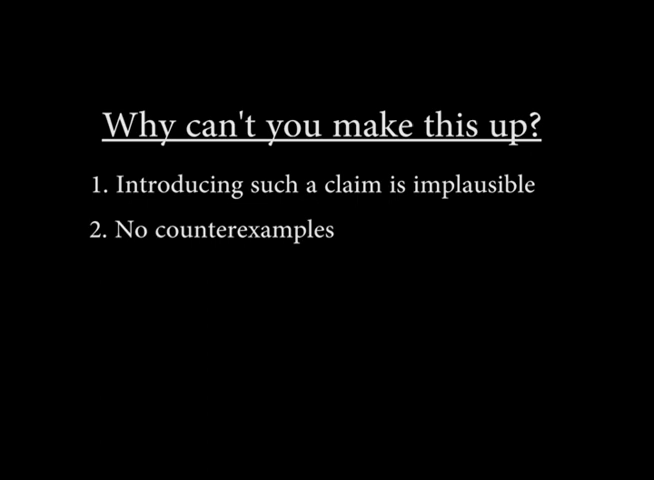 Why can't you make this up?
1. Introducing such a claim is implausible
2. No counterexamples